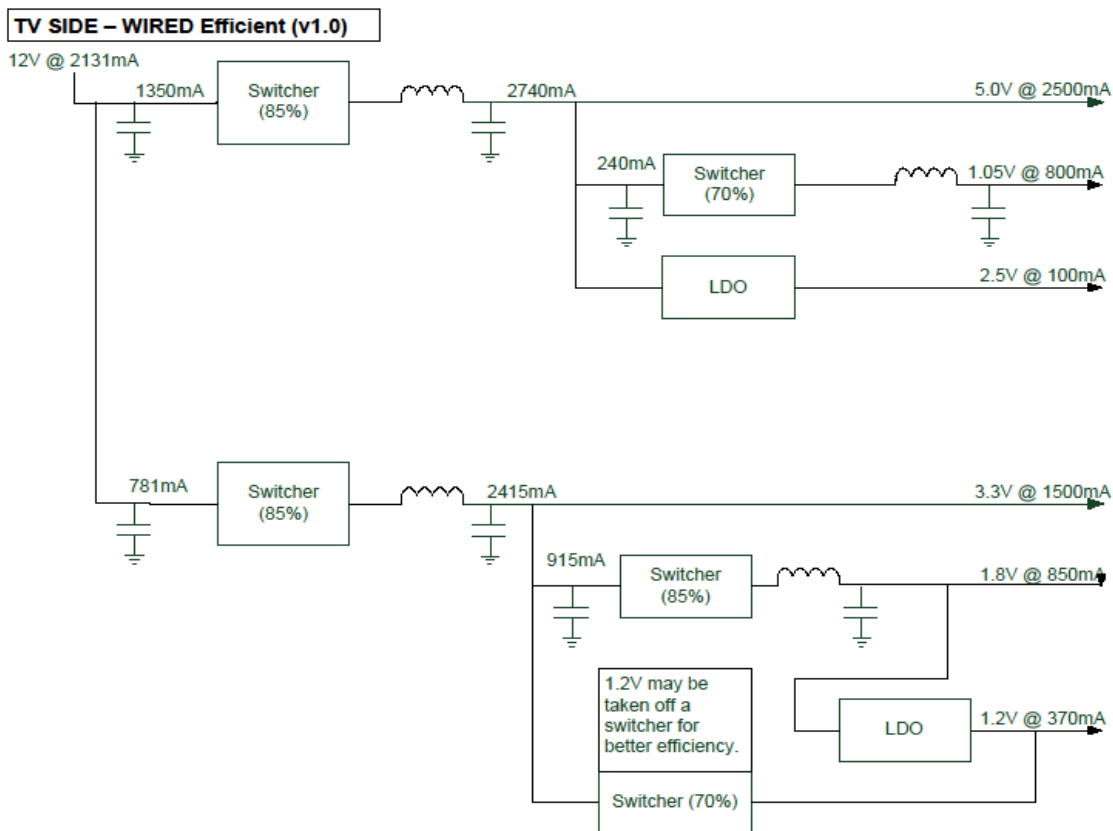 TV SIDE – WIRED Efficient (v1.0)
12V @ 2131mA
1350mA
Switcher
(85%)
2740mA
5.0V @ 2500mA
240mA
Switcher
(70%)
1.05V @ 800mA
LDO
2.5V @ 100mA
781mA
Switcher
(85%)
2415mA
3.3V @ 1500mA
915mA
Switcher
(85%)
1.8V @ 850mA
1.2V may be
taken off a
switcher for
better efficiency.
LDO
1.2V @ 370mA
Switcher (70%)